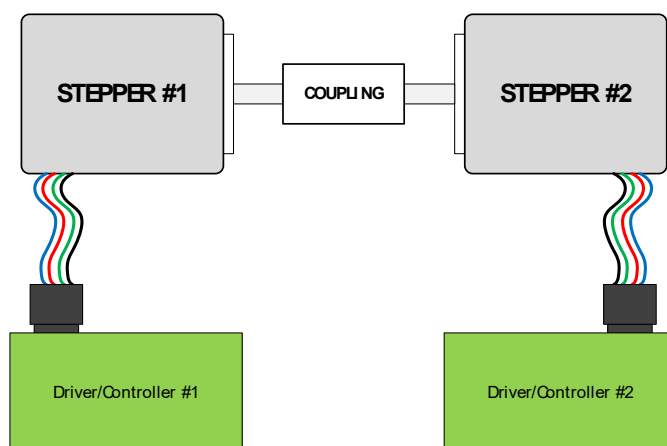 STEPPER #1
COUPLING
STEPPER #2
Driver/Controller #1
Driver/Controller #2